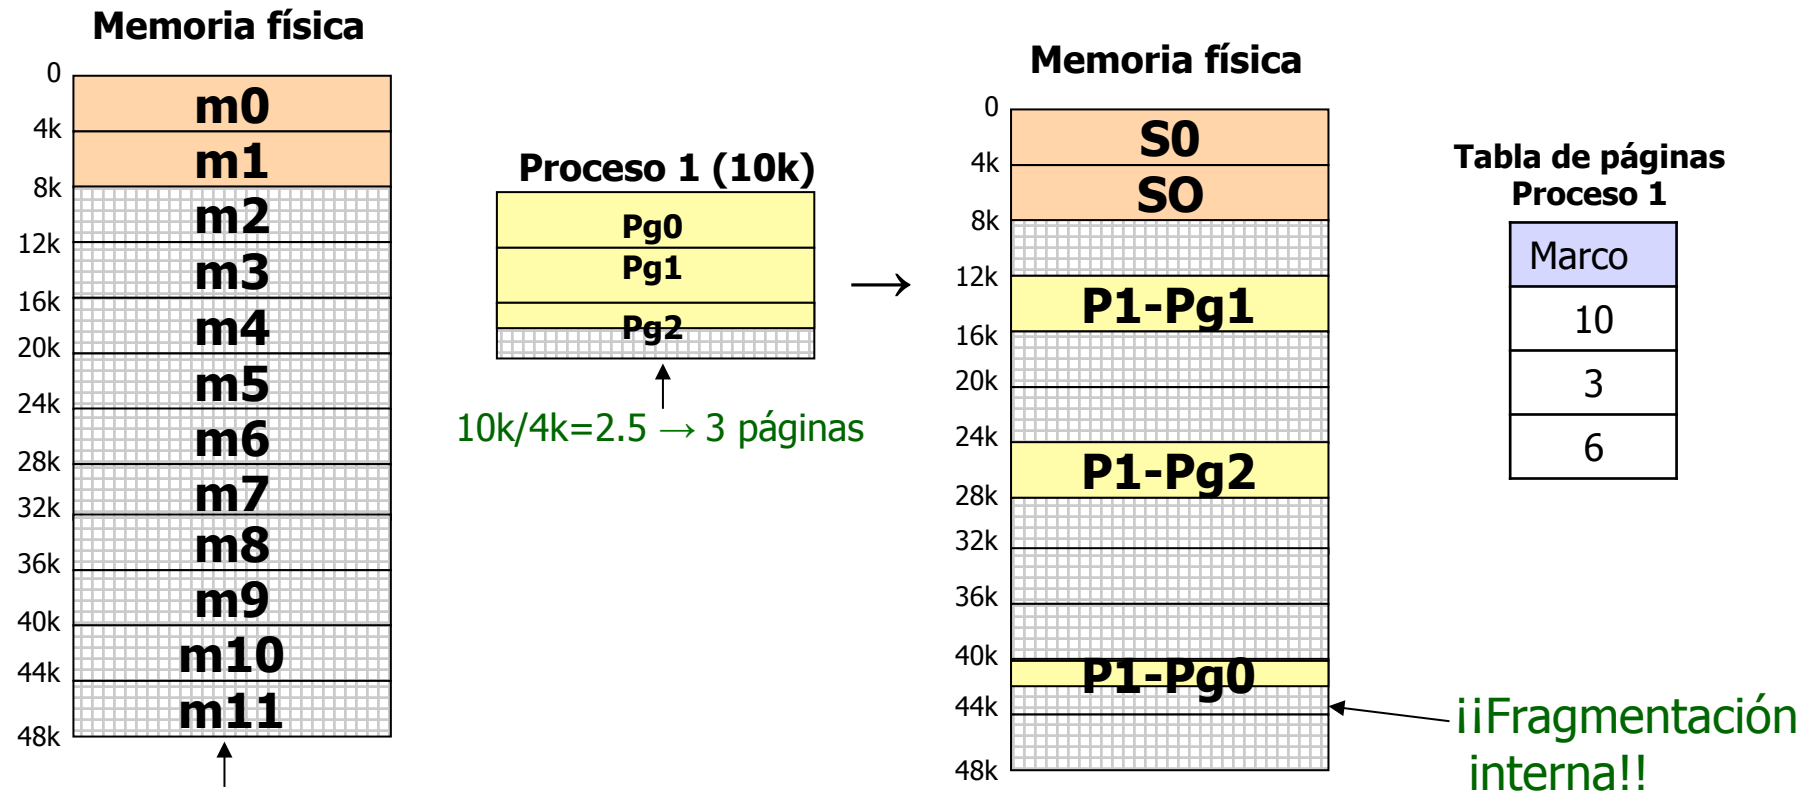 Memoria física
0
m0
4k
m1
8k
m2
12k
m3
16k
m4
20k
m5
24k
m6
28k
m7
32k
m8
36k
m9
40k
m10
44k
m11
48k
Proceso 1 (10k)
Pg0
Pg1
Pg2
10k/4k=2.5 → 3 páginas
→
Memoria física
0
S0
4k
SO
8k
12k
P1-Pg1
16k
20k
24k
P1-Pg2
28k
32k
36k
40k
P1-Pg0
44k
48k
Tabla de páginas
Proceso 1
Marco
10
3
6
¡¡Fragmentación
interna!!